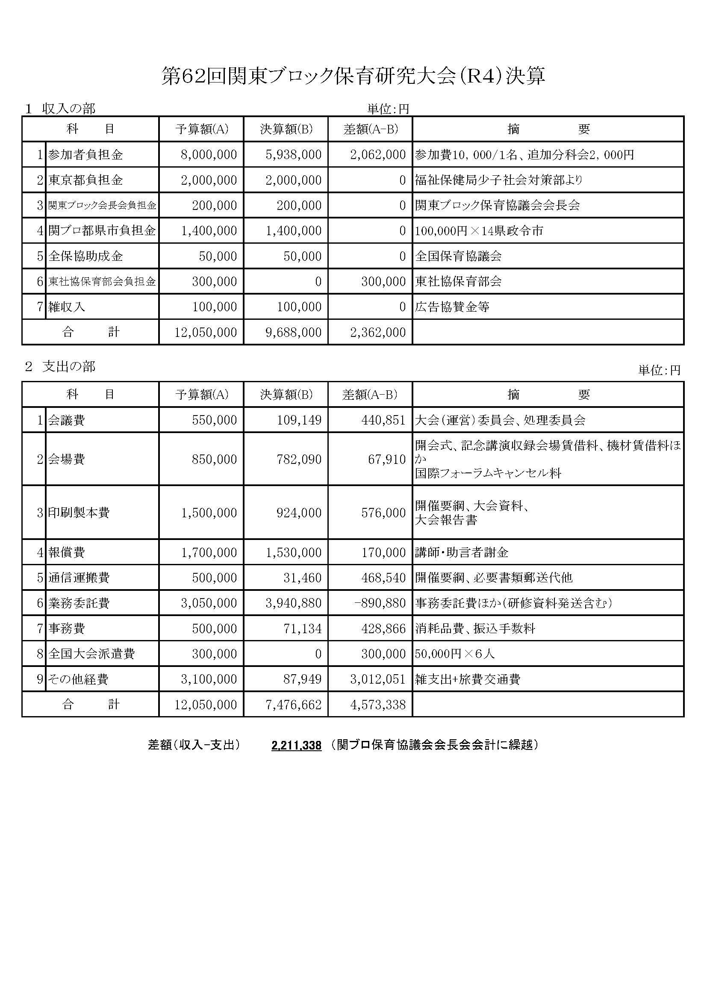 第６２回関東ブロック保育研究大会（Ｒ４）決算
１　収入の部　単位：円
科　目　予算額(A)　決算額(B)　差額(A-B)　摘　要
1 参加者負担金 8,000,000 5,938,000 2,062,000 参加費10，000/１名、追加分科会2，000円
2 東京都負担金 2,000,000 2,000,000 0 福祉保健局少子社会対策部より
3 関東ブロック会長会負担金 200,000 200,000 0 関東ブロック保育協議会会長会
4 関ブロ都県市負担金 1,400,000 1,400,000 0 100,000円×14県政令市
5 全保協助成金 50,000 50,000 0 全国保育協議会
6 東社協保育部会負担金 300,000 0 300,000 東社協保育部会
7 雑収入 100,000 100,000 0 広告協賛金等
合　計 12,050,000 9,688,000 2,362,000
２　支出の部　単位：円
科　目　予算額(A)　決算額(B)　差額(A-B)　摘　要
1 会議費 550,000 109,149 440,851 大会（運営）委員会、処理委員会
2 会場費 850,000 782,090 67,910 開会式、記念講演収録会場賃借料、機材賃借料ほ
か
国際フォーラムキャンセル料
3 印刷製本費 1,500,000 924,000 576,000 開催要綱、大会資料、
大会報告書
4 報償費 1,700,000 1,530,000 170,000 講師・助言者謝金
5 通信運搬費 500,000 31,460 468,540 開催要綱、必要書類郵送代他
6 業務委託費 3,050,000 3,940,880 -890,880 事務委託費ほか（研修資料発送含む）
7 事務費 500,000 71,134 428,866 消耗品費、振込手数料
8 全国大会派遣費 300,000 0 300,000 50,000円×６人
9 その他経費 3,100,000 87,949 3,012,051 雑支出+旅費交通費
合　計 12,050,000 7,476,662 4,573,338
差額（収入-支出）　2,211,338　（関ブロ保育協議会会長会会計に繰越）